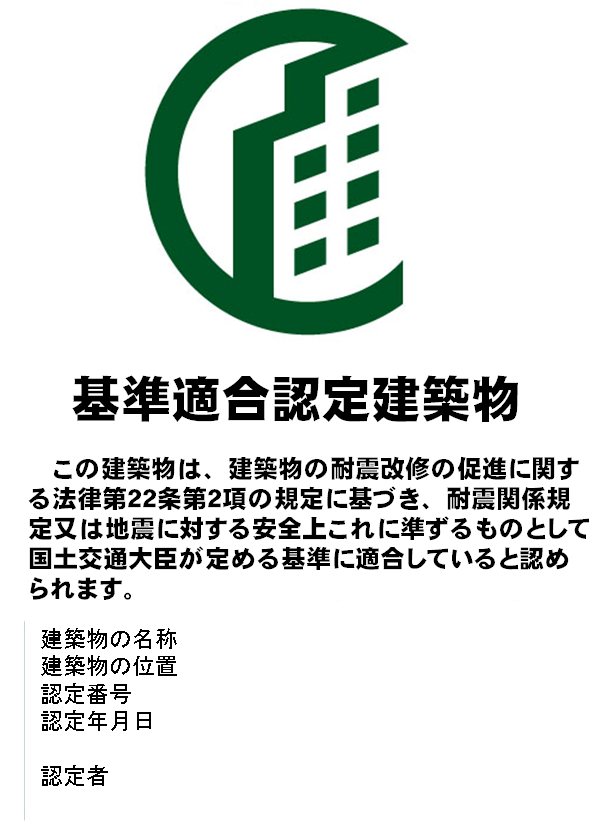 基準適合認定建築物
　この建築物は、建築物の耐震改修の促進に関す
る法律第22条第2項の規定に基づき、耐震関係規
定又は地震に対する安全上これに準ずるものとして
国土交通大臣が定める基準に適合していると認め
られます。
建築物の名称
建築物の位置
認定番号
認定年月日
認定者